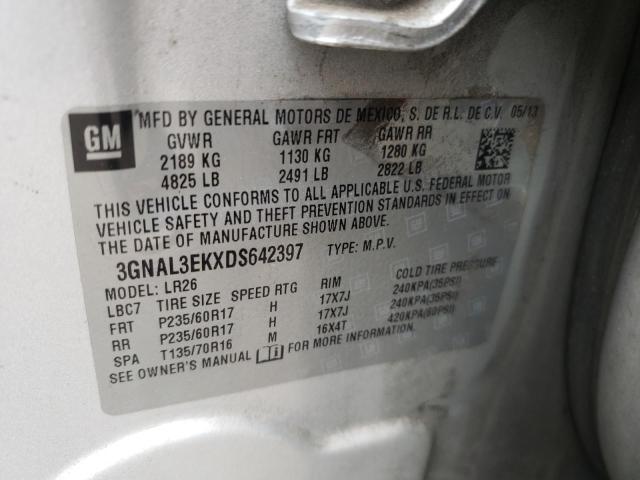 GM
MFD BY GENERAL MOTORS DE MEXICO, S. DE R.L. DE C.V. 05/13
GVWR GAWR FRT GAWR RR
2189 KG 1130 KG 1280 KG
4825 LB 2491 LB 2822 LB
THIS VEHICLE CONFORMS TO ALL APPLICABLE U.S. FEDERAL MOTOR
VEHICLE SAFETY AND THEFT PREVENTION STANDARDS IN EFFECT ON
THE DATE OF MANUFACTURE SHOWN ABOVE.
3GNAL3EKXDS642397 TYPE: M.P.V.
MODEL: LR26
LBC7 TIRE SIZE SPEED RTG RIM COLD TIRE PRESSURE
FRT P235/60R17 H 17X7J 240KPA(35PSI)
RR P235/60R17 H 17X7J 240KPA(35PSI)
SPA T135/70R16 M 16X4T 420KPA(60PSI)
SEE OWNER'S MANUAL FOR MORE INFORMATION.